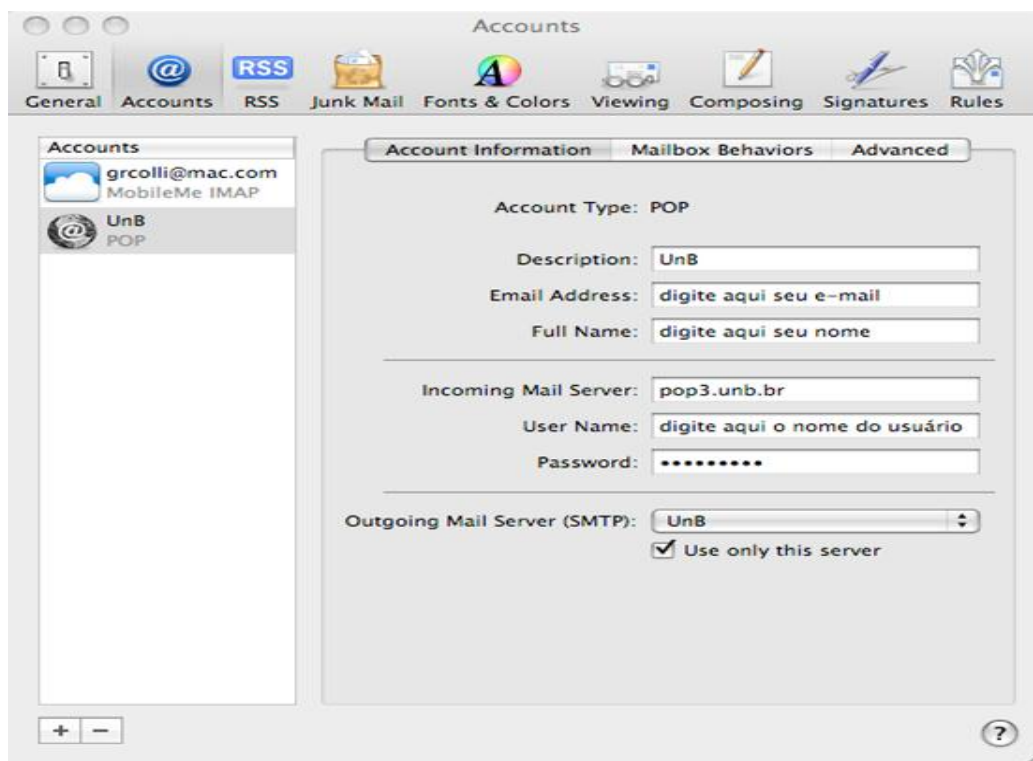 Accounts
General Accounts RSS Junk Mail Fonts & Colors Viewing Composing Signatures Rules
RSS
Accounts
grcolli@mac.com
MobileMe IMAP
UnB
POP
Account Information Mailbox Behaviors Advanced
Account Type: POP
Description: UnB
Email Address: digite aqui seu e-mail
Full Name: digite aqui seu nome
Incoming Mail Server: pop3.unb.br
User Name: digite aqui o nome do usuário
Password: •••••••••
Outgoing Mail Server (SMTP): UnB
Use only this server